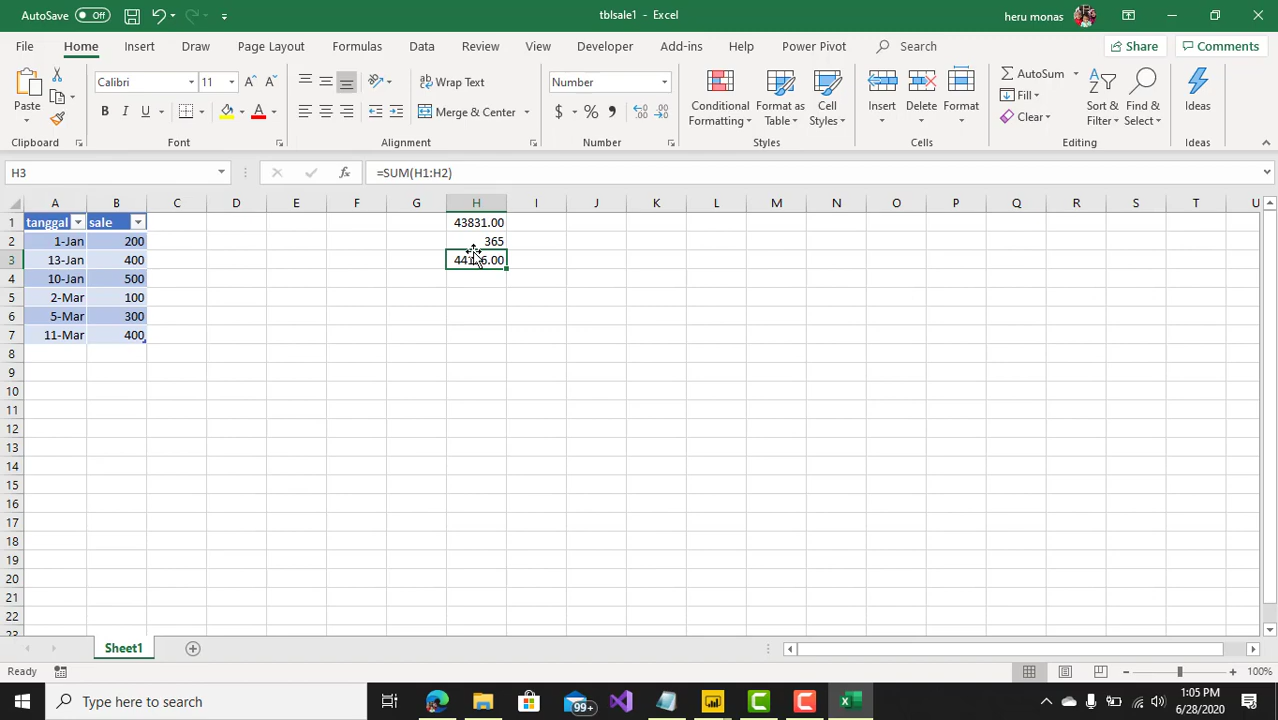 AutoSave Off tblsale1 - Excel heru monas
File Home Insert Draw Page Layout Formulas Data Review View Developer Add-ins Help Power Pivot Search Share Comments
Calibri 11 Wrap Text Number AutoSum
Paste Conditional Formatting Format as Table Cell Styles Insert Delete Format Fill Sort & Filter Find & Select Ideas
B I U A Merge & Center $ % , Clear
Clipboard Font Alignment Number Styles Cells Editing Ideas
H3 fx =SUM(H1:H2)
A B C D E F G H I J K L M N O P Q R S T U
1 tanggal sale 43831.00
2 1-Jan 200 365
3 13-Jan 400
4 10-Jan 500
5 2-Mar 100
6 5-Mar 300
7 11-Mar 400
8
9
10
11
12
13
14
15
16
17
18
19
20
21
22
23
Sheet1
Ready 100%
Type here to search 99+ 1:05 PM
6/28/2020